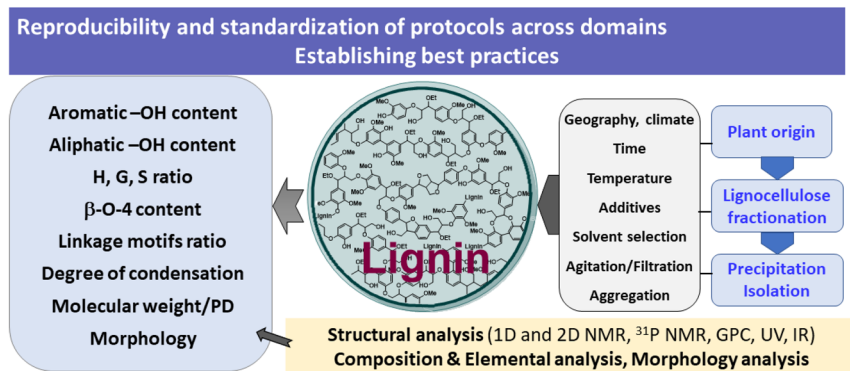 Reproducibility and standardization of protocols across domains
Establishing best practices
Aromatic –OH content
Aliphatic –OH content
H, G, S ratio
β-O-4 content
Linkage motifs ratio
Degree of condensation
Molecular weight/PD
Morphology
Lignin
Geography, climate
Time
Temperature
Additives
Solvent selection
Agitation/Filtration
Aggregation
Plant origin
Lignocellulose
fractionation
Precipitation
Isolation
Structural analysis (1D and 2D NMR, ³¹P NMR, GPC, UV, IR)
Composition & Elemental analysis, Morphology analysis